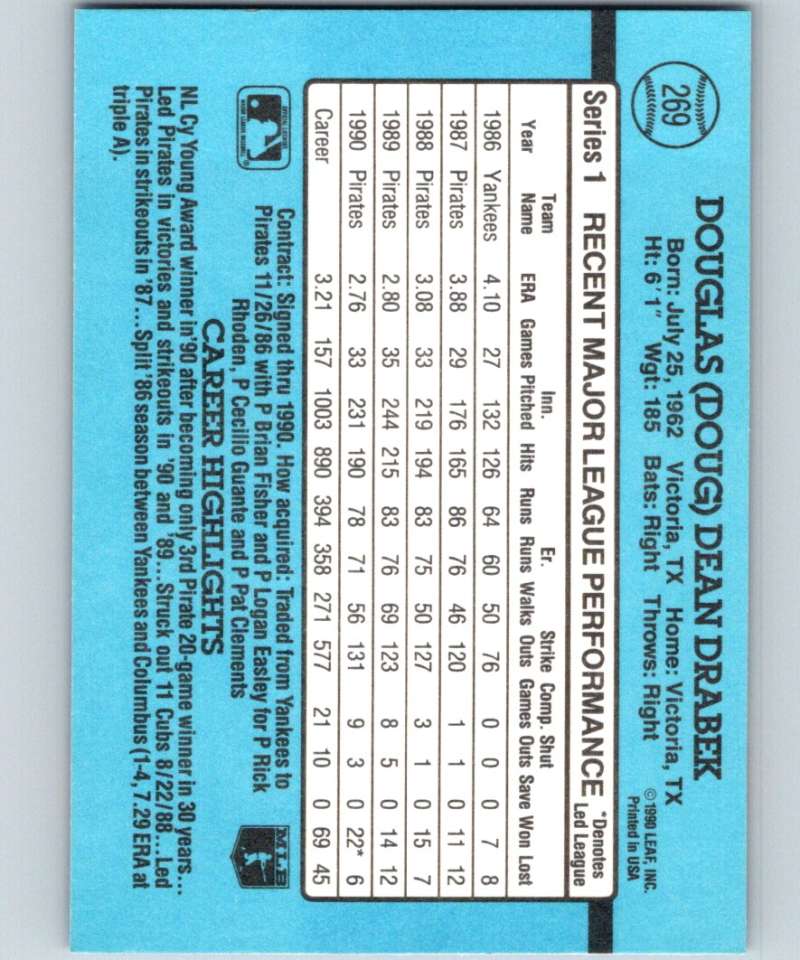 269
DOUGLAS (DOUG) DEAN DRABEK
Born: July 25, 1962 Victoria, TX Home: Victoria, TX
Ht: 6'1" Wgt: 185 Bats: Right Throws: Right
©1990 LEAF, INC.
Printed in USA
Series 1 RECENT MAJOR LEAGUE PERFORMANCE *Denotes
Led League
Team Inn. Er. Strike Comp. Shut
Year Name ERA Games Pitched Hits Runs Runs Walks Outs Games Outs Save Won Lost
1986 Yankees 4.10 27 132 126 64 60 50 76 0 0 0 7 8
1987 Pirates 3.88 29 176 165 86 76 46 120 1 1 0 11 12
1988 Pirates 3.08 33 219 194 83 75 50 127 3 1 0 15 7
1989 Pirates 2.80 35 244 215 83 76 69 123 8 5 0 14 12
1990 Pirates 2.76 33 231 190 78 71 56 131 9 3 0 22* 6
Career 3.21 157 1003 890 394 358 271 577 21 10 0 69 45
Contract: Signed thru 1990. How acquired: Traded from Yankees to
Pirates 11/26/86 with P Brian Fisher and P Logan Easley for P Rick
Rhoden, P Cecilio Guante and P Pat Clements
MLB
CAREER HIGHLIGHTS
NL Cy Young Award winner in '90 after becoming only 3rd Pirate 20-game winner in 30 years...
Led Pirates in victories and strikeouts in '90 and '89...Struck out 11 Cubs 8/22/88...Led
Pirates in strikeouts in '87...Split '86 season between Yankees and Columbus (1-4, 7.29 ERA at
triple A).